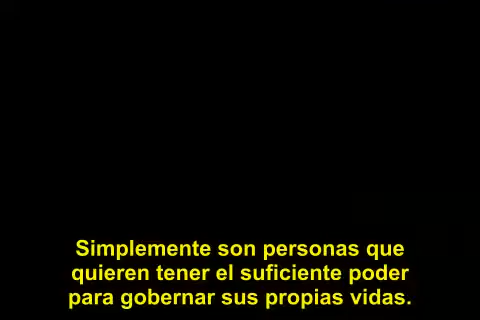 Simplemente son personas que
quieren tener el suficiente poder
para gobernar sus propias vidas.